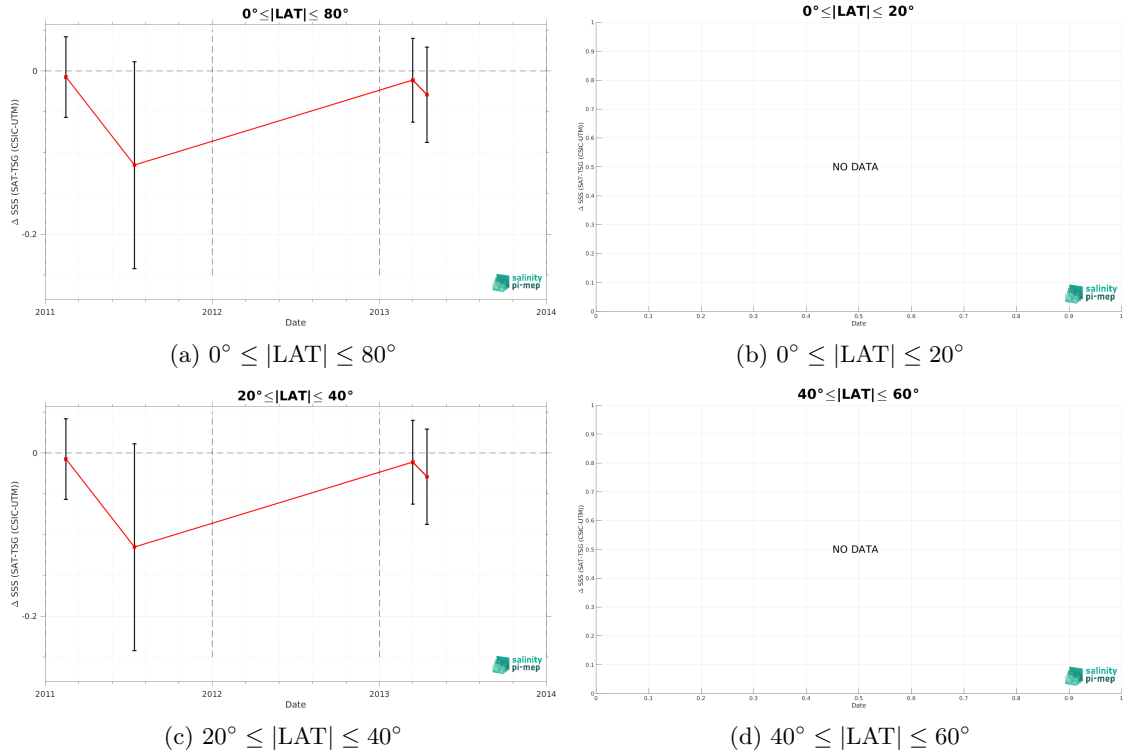 0°≤|LAT|≤ 80°
0
-0.2
Δ SSS (SAT-TSG (CSIC-UTM))
2011 2012 2013 2014
Date
salinity
pi-mep
(a) 0° ≤ |LAT| ≤ 80°
0°≤|LAT|≤ 20°
1
0.9
0.8
0.7
0.6
0.5
0.4
0.3
0.2
0.1
0
Δ SSS (SAT-TSG (CSIC-UTM))
NO DATA
0 0.1 0.2 0.3 0.4 0.5 0.6 0.7 0.8 0.9 1
Date
salinity
pi-mep
(b) 0° ≤ |LAT| ≤ 20°
20°≤|LAT|≤ 40°
0
-0.2
Δ SSS (SAT-TSG (CSIC-UTM))
2011 2012 2013 2014
Date
salinity
pi-mep
(c) 20° ≤ |LAT| ≤ 40°
40°≤|LAT|≤ 60°
1
0.9
0.8
0.7
0.6
0.5
0.4
0.3
0.2
0.1
0
Δ SSS (SAT-TSG (CSIC-UTM))
NO DATA
0 0.1 0.2 0.3 0.4 0.5 0.6 0.7 0.8 0.9 1
Date
salinity
pi-mep
(d) 40° ≤ |LAT| ≤ 60°